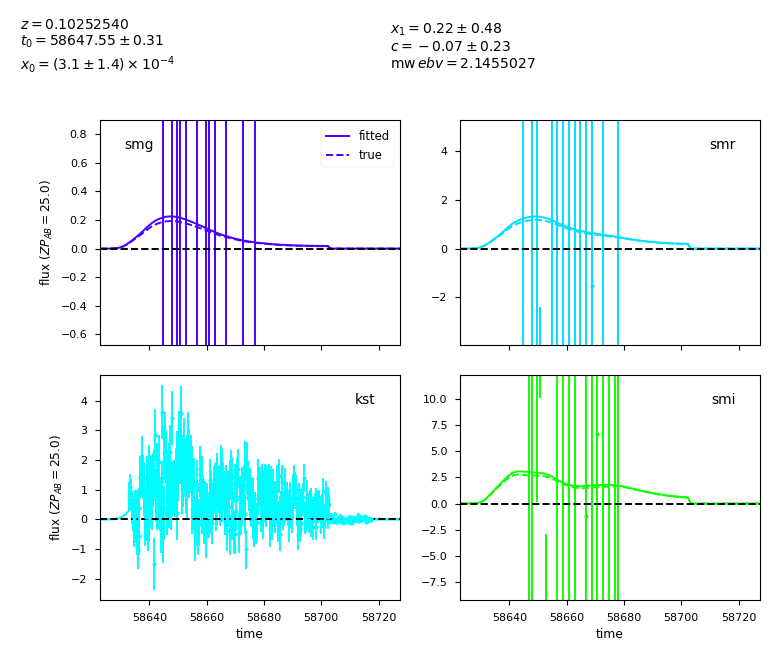 z = 0.10252540
t₀ = 58647.55 ± 0.31
x₀ = (3.1 ± 1.4) × 10⁻⁴
x₁ = 0.22 ± 0.48
c = −0.07 ± 0.23
mw ebv = 2.1455027
smg
fitted
true
0.8
0.6
0.4
0.2
0.0
−0.2
−0.4
−0.6
flux (ZP_AB = 25.0)
smr
4
2
0
−2
kst
4
3
2
1
0
−1
−2
flux (ZP_AB = 25.0)
58640 58660 58680 58700 58720
time
smi
10.0
7.5
5.0
2.5
0.0
−2.5
−5.0
−7.5
58640 58660 58680 58700 58720
time